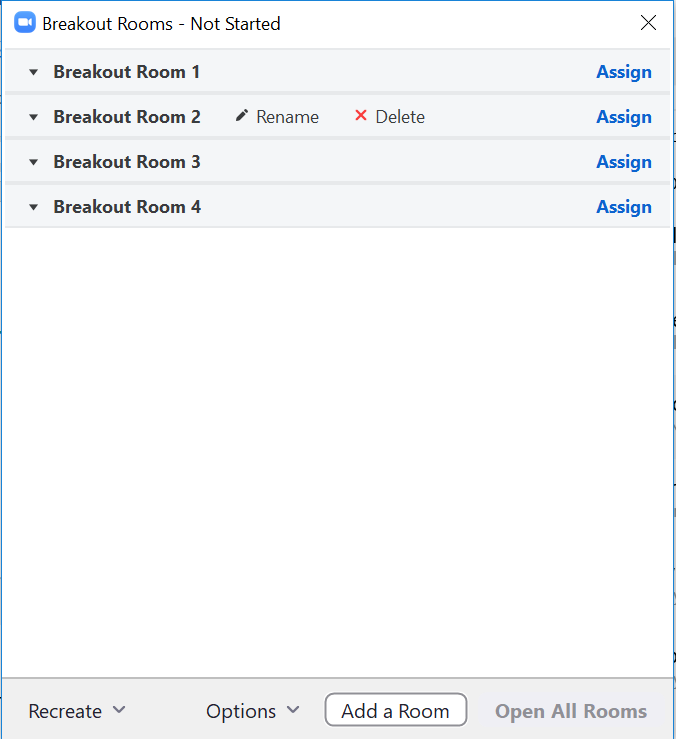 Breakout Rooms - Not Started
Breakout Room 1 Assign
Breakout Room 2 Rename Delete Assign
Breakout Room 3 Assign
Breakout Room 4 Assign
Recreate Options Add a Room Open All Rooms